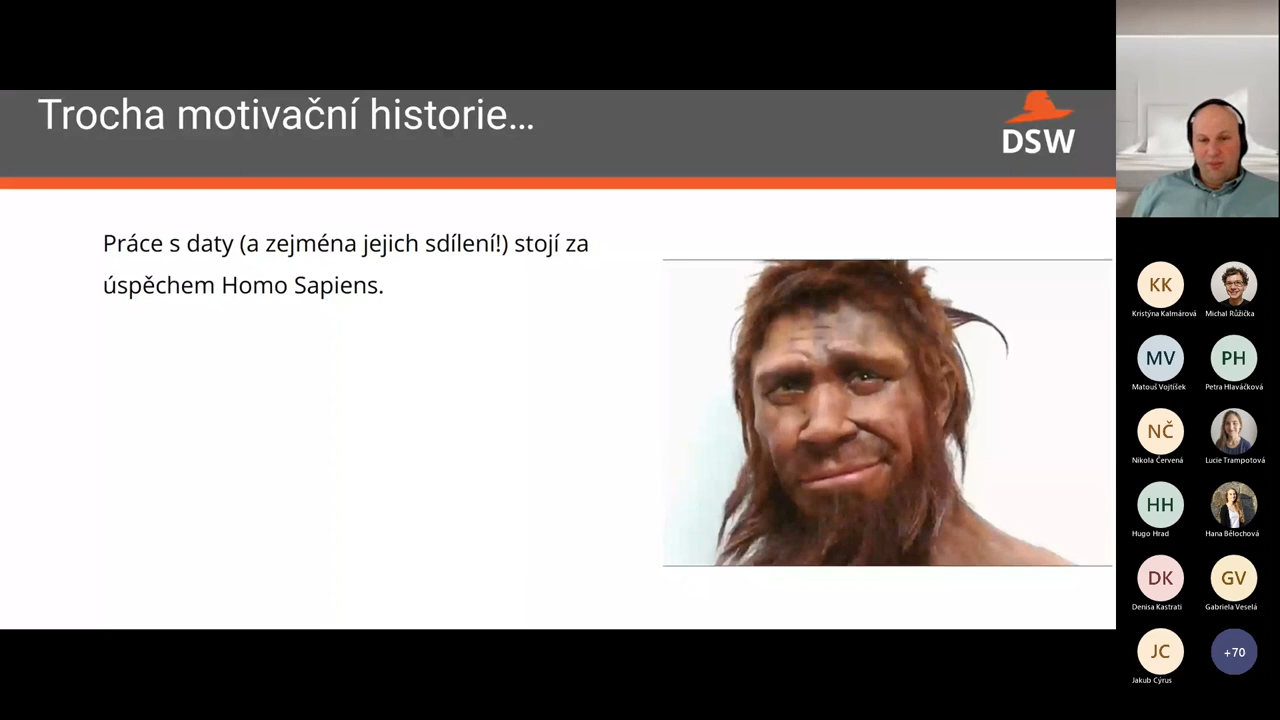 Trocha motivační historie...
DSW
Práce s daty (a zejména jejich sdílení!) stojí za
úspěchem Homo Sapiens.
KK
Kristýna Kalmárová
Michal Růžička
MV
Matouš Vojtíšek
PH
Petra Hlaváčková
NČ
Nikola Červená
Lucie Trampotová
HH
Hugo Hrad
Hana Bělochová
DK
Denisa Kastrati
GV
Gabriela Veselá
JC
Jakub Cýrus
+70